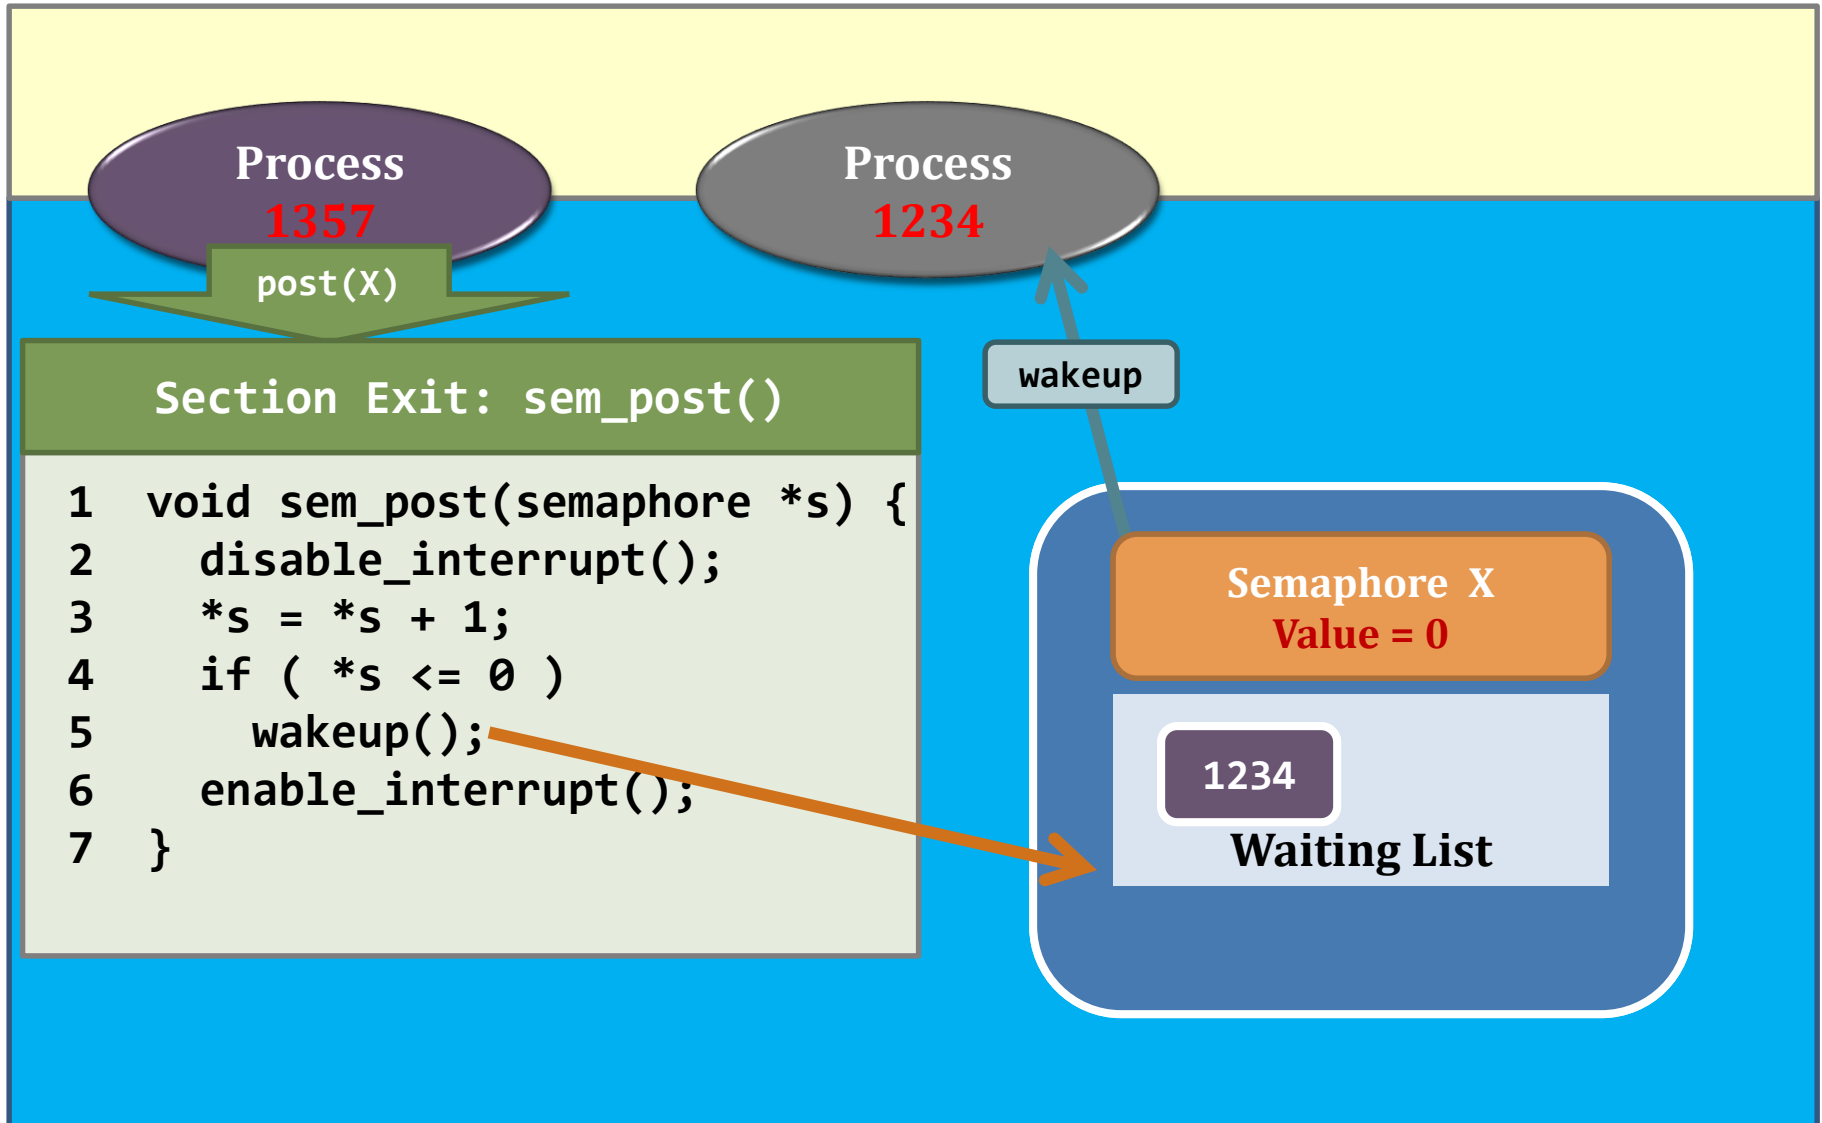 Process
1357
Process
1234
post(X)
wakeup
Section Exit: sem_post()
1 void sem_post(semaphore *s) {
2   disable_interrupt();
3   *s = *s + 1;
4   if ( *s <= 0 )
5     wakeup();
6   enable_interrupt();
7 }
Semaphore X
Value = 0
1234
Waiting List